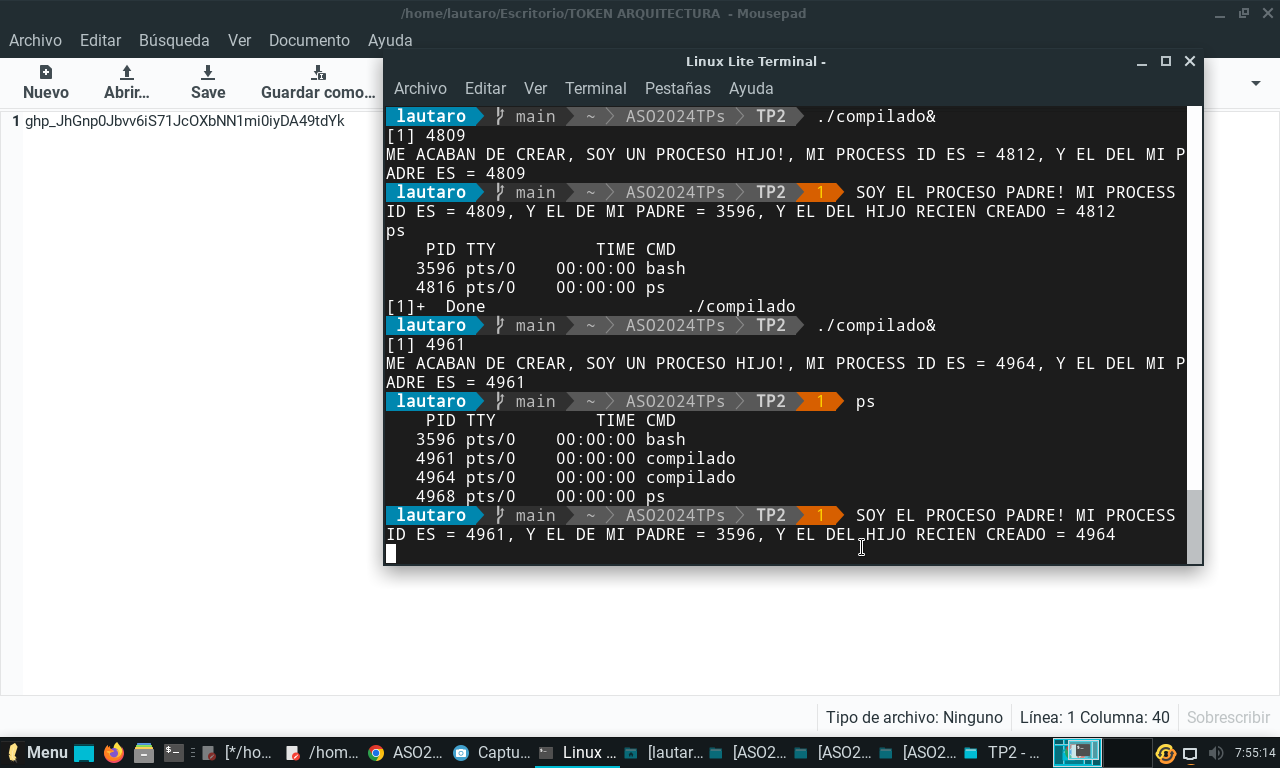 /home/lautaro/Escritorio/TOKEN ARQUITECTURA - Mousepad
Archivo Editar Búsqueda Ver Documento Ayuda
Nuevo Abrir... Save Guardar como...
1 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
Linux Lite Terminal -
Archivo Editar Ver Terminal Pestañas Ayuda
lautaro main ~ ASO2024TPs TP2 ./compilado&
[1] 4809
ME ACABAN DE CREAR, SOY UN PROCESO HIJO!, MI PROCESS ID ES = 4812, Y EL DEL MI P
ADRE ES = 4809
lautaro main ~ ASO2024TPs TP2 1 SOY EL PROCESO PADRE! MI PROCESS
ID ES = 4809, Y EL DE MI PADRE = 3596, Y EL DEL HIJO RECIEN CREADO = 4812
ps
PID TTY TIME CMD
3596 pts/0 00:00:00 bash
4816 pts/0 00:00:00 ps
[1]+ Done ./compilado
lautaro main ~ ASO2024TPs TP2 ./compilado&
[1] 4961
ME ACABAN DE CREAR, SOY UN PROCESO HIJO!, MI PROCESS ID ES = 4964, Y EL DEL MI P
ADRE ES = 4961
lautaro main ~ ASO2024TPs TP2 1 ps
PID TTY TIME CMD
3596 pts/0 00:00:00 bash
4961 pts/0 00:00:00 compilado
4964 pts/0 00:00:00 compilado
4968 pts/0 00:00:00 ps
lautaro main ~ ASO2024TPs TP2 1 SOY EL PROCESO PADRE! MI PROCESS
ID ES = 4961, Y EL DE MI PADRE = 3596, Y EL DEL HIJO RECIEN CREADO = 4964
Tipo de archivo: Ninguno Línea: 1 Columna: 40 Sobrescribir
Menu [*/ho... /hom... ASO2... Captu... Linux ... [lautar... [ASO2... [ASO2... [ASO2... TP2 - ... 7:55:14